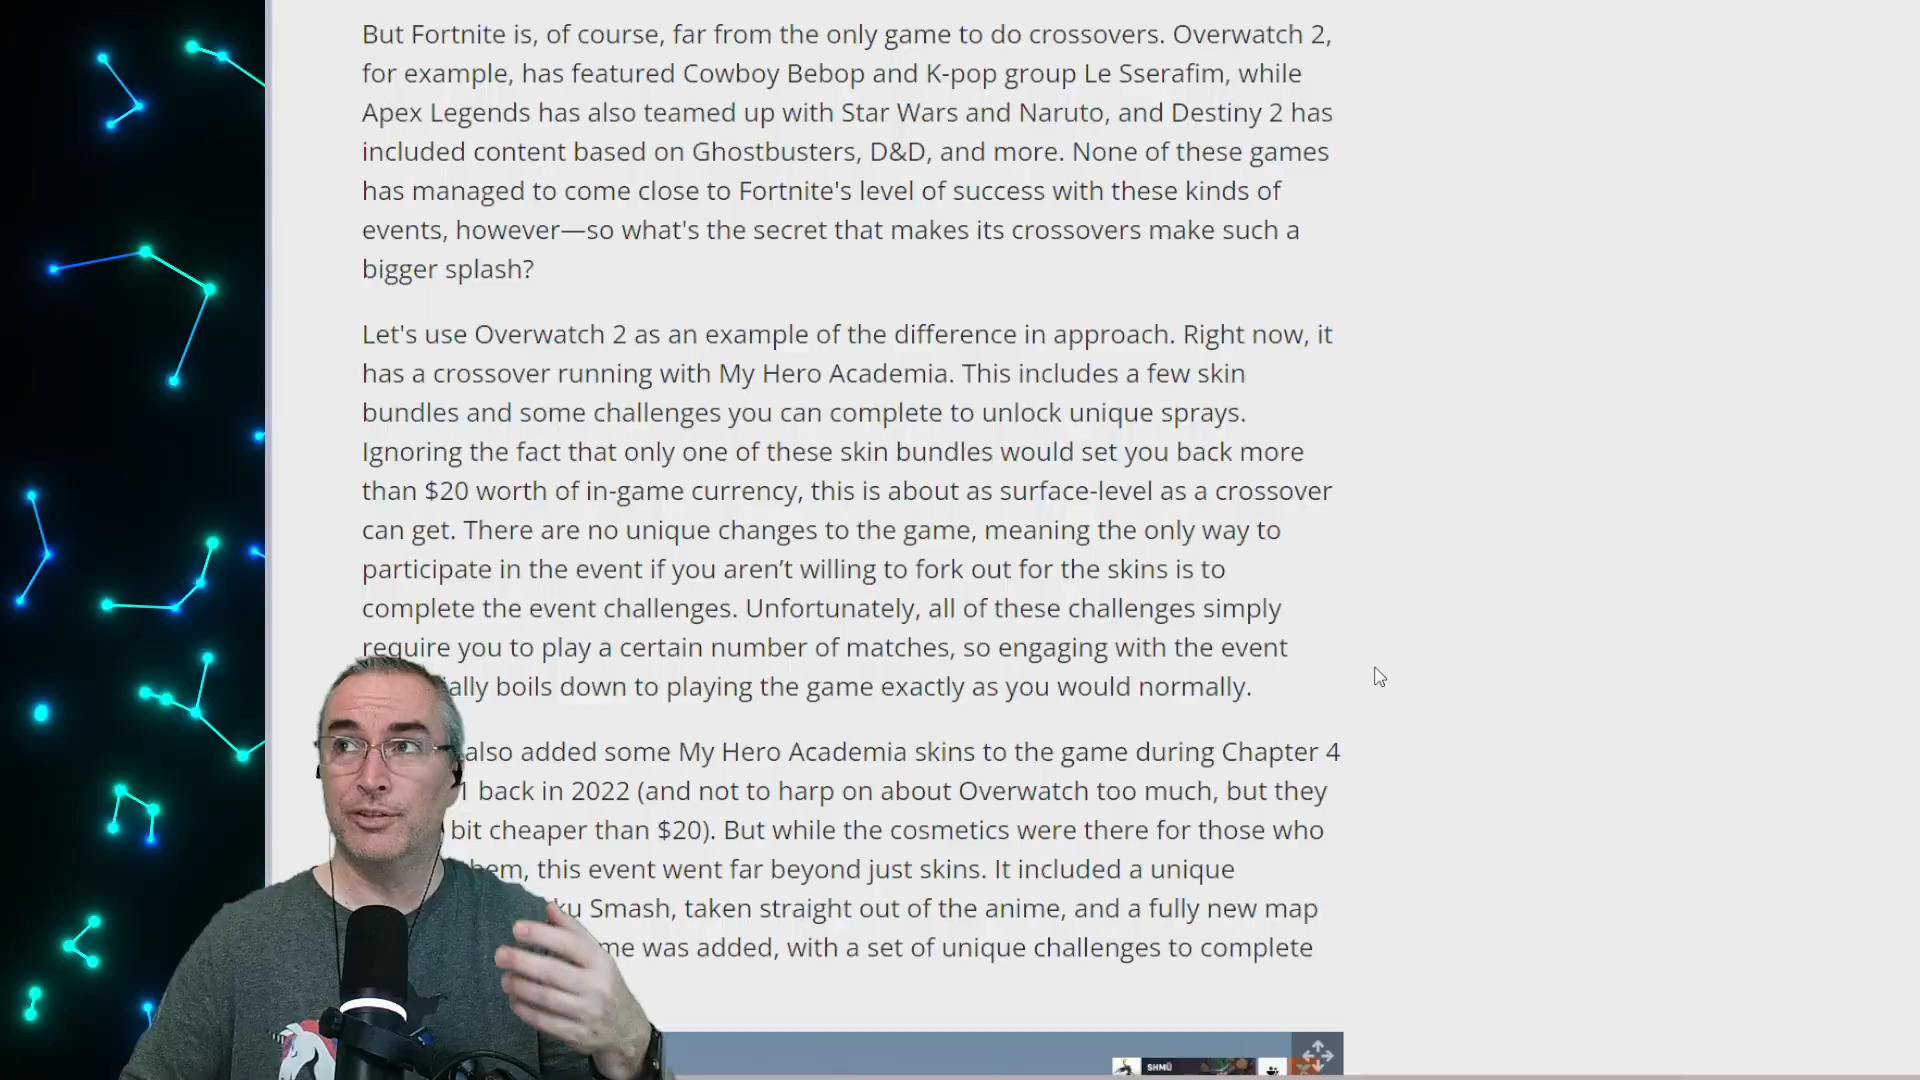 But Fortnite is, of course, far from the only game to do crossovers. Overwatch 2,
for example, has featured Cowboy Bebop and K-pop group Le Sserafim, while
Apex Legends has also teamed up with Star Wars and Naruto, and Destiny 2 has
included content based on Ghostbusters, D&D, and more. None of these games
has managed to come close to Fortnite's level of success with these kinds of
events, however—so what's the secret that makes its crossovers make such a
bigger splash?
Let's use Overwatch 2 as an example of the difference in approach. Right now, it
has a crossover running with My Hero Academia. This includes a few skin
bundles and some challenges you can complete to unlock unique sprays.
Ignoring the fact that only one of these skin bundles would set you back more
than $20 worth of in-game currency, this is about as surface-level as a crossover
can get. There are no unique changes to the game, meaning the only way to
participate in the event if you aren’t willing to fork out for the skins is to
complete the event challenges. Unfortunately, all of these challenges simply
require you to play a certain number of matches, so engaging with the event
ally boils down to playing the game exactly as you would normally.
also added some My Hero Academia skins to the game during Chapter 4
1 back in 2022 (and not to harp on about Overwatch too much, but they
bit cheaper than $20). But while the cosmetics were there for those who
hem, this event went far beyond just skins. It included a unique
ku Smash, taken straight out of the anime, and a fully new map
me was added, with a set of unique challenges to complete
SHMÜ